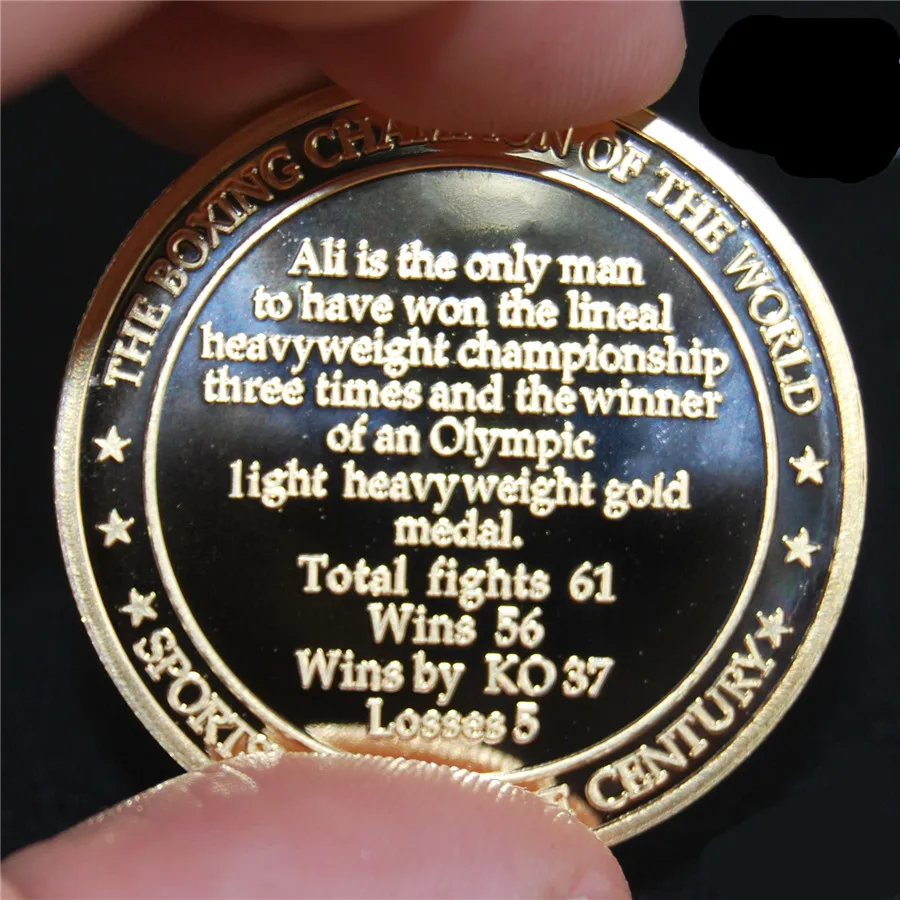 THE BOXING CHAMPION OF THE WORLD
Ali is the only man
to have won the lineal
heavyweight championship
three times and the winner
of an Olympic
light heavyweight gold
medal.
Total fights 61
Wins 56
Wins by KO 37
Losses 5
SPORTS CENTURY